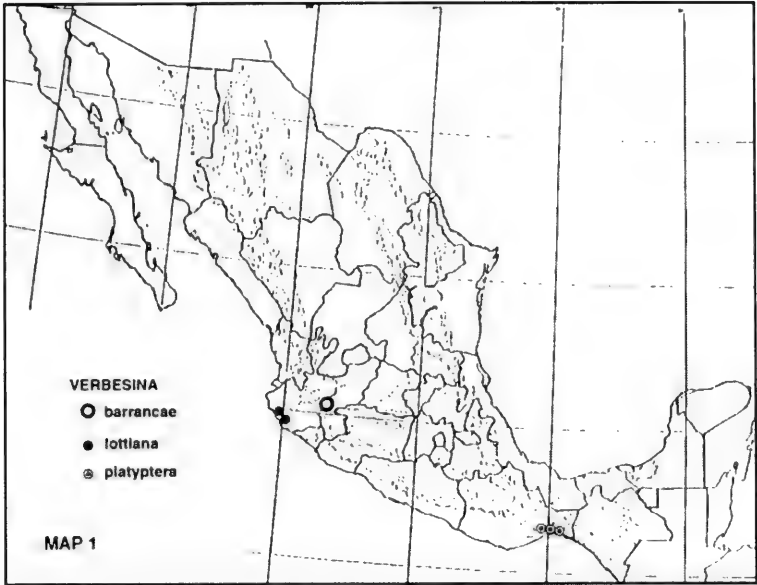 VERBESINA
barrancae
lottiana
platyptera
MAP 1